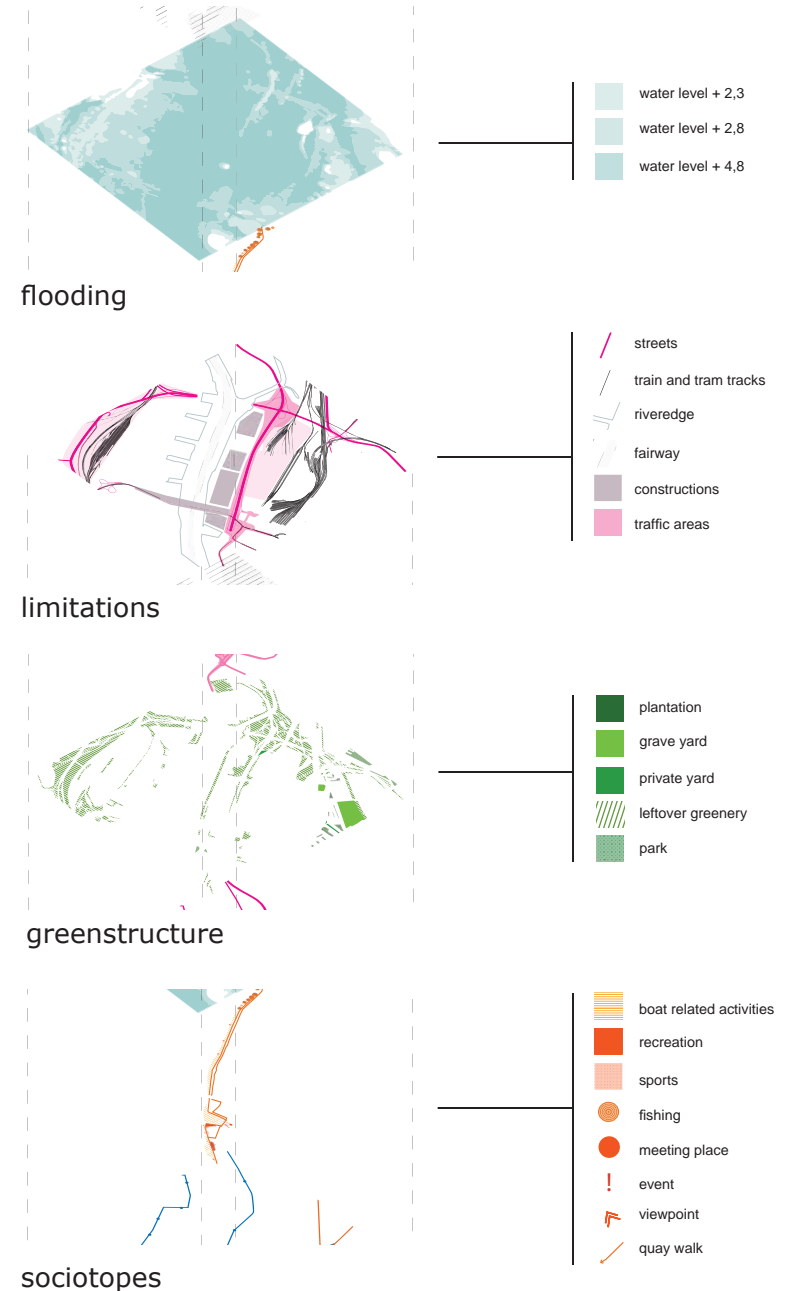 water level + 2,3
water level + 2,8
water level + 4,8
flooding
streets
train and tram tracks
riveredge
fairway
constructions
traffic areas
limitations
plantation
grave yard
private yard
leftover greenery
park
greenstructure
boat related activities
recreation
sports
fishing
meeting place
event
viewpoint
quay walk
sociotopes